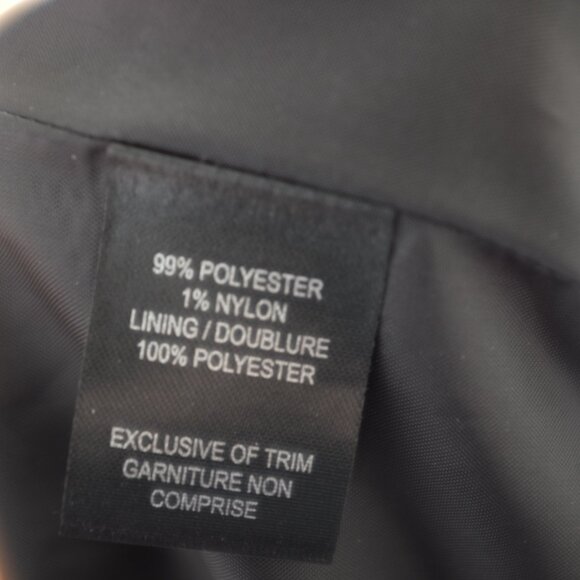 99% POLYESTER
1% NYLON
LINING / DOUBLURE
100% POLYESTER
EXCLUSIVE OF TRIM
GARNITURE NON
COMPRISE